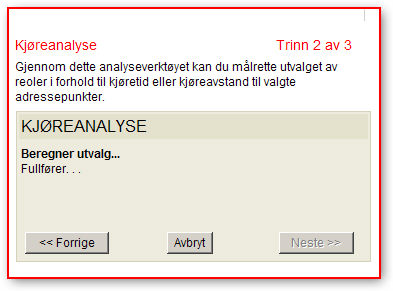 Kjøreanalyse Trinn 2 av 3
Gjennom dette analyseverktøyet kan du målrette utvalget av
reoler i forhold til kjøretid eller kjøreavstand til valgte
adressepunkter.
KJØREANALYSE
Beregner utvalg...
Fullfører. . .
<< Forrige Avbryt Neste >>